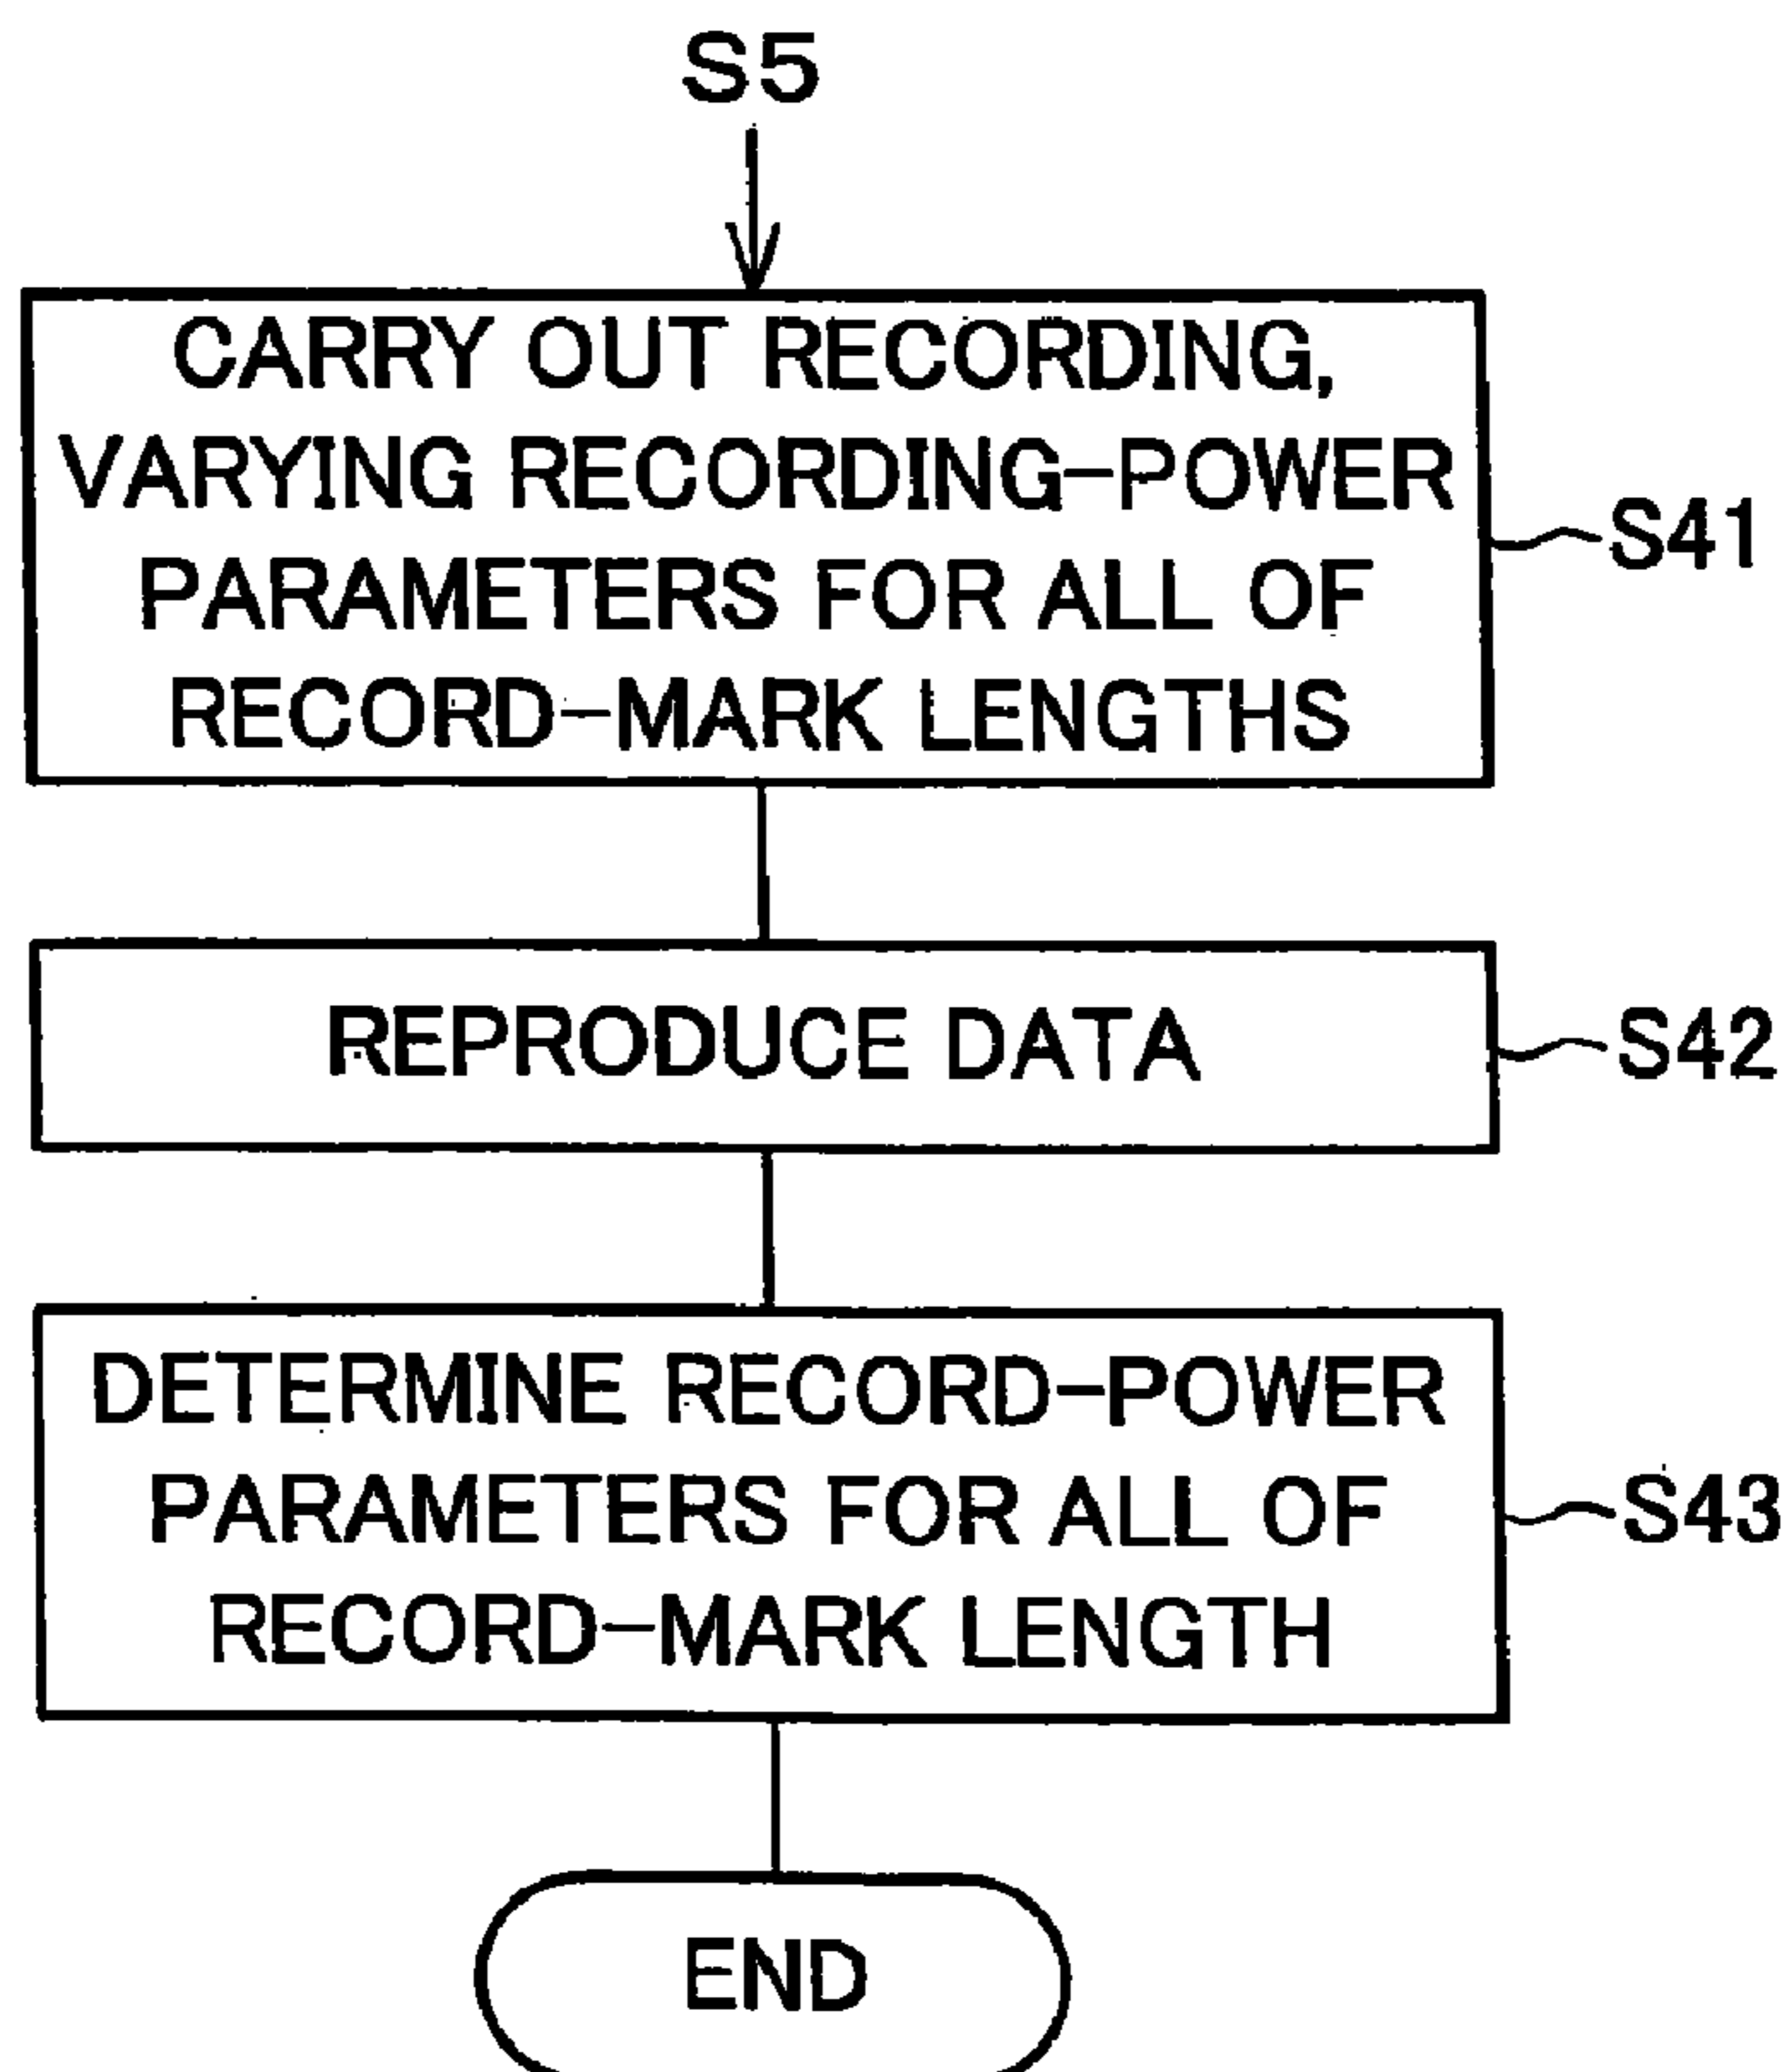 S5
CARRY OUT RECORDING,
VARYING RECORDING-POWER
PARAMETERS FOR ALL OF
RECORD-MARK LENGTHS
S41
REPRODUCE DATA
S42
DETERMINE RECORD-POWER
PARAMETERS FOR ALL OF
RECORD-MARK LENGTH
S43
END